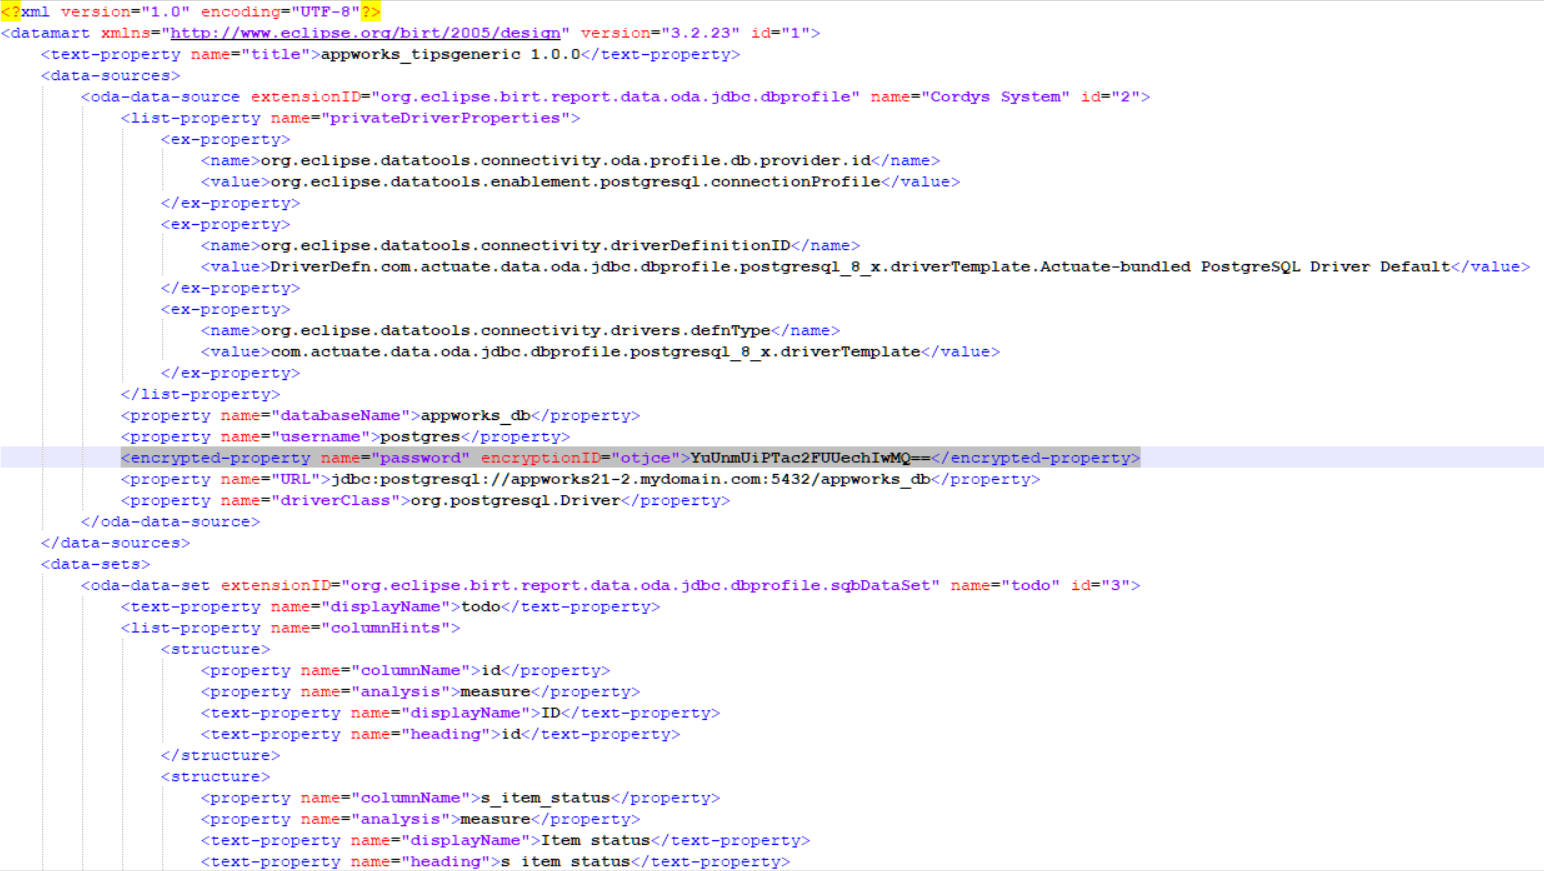 <?xml version="1.0" encoding="UTF-8"?>
<datamart xmlns="http://www.eclipse.org/birt/2005/design" version="3.2.23" id="1">
<text-property name="title">appworks_tipsgeneric 1.0.0</text-property>
<data-sources>
<oda-data-source extensionID="org.eclipse.birt.report.data.oda.jdbc.dbprofile" name="Cordys System" id="2">
<list-property name="privateDriverProperties">
<ex-property>
<name>org.eclipse.datatools.connectivity.oda.profile.db.provider.id</name>
<value>org.eclipse.datatools.enablement.postgresql.connectionProfile</value>
</ex-property>
<ex-property>
<name>org.eclipse.datatools.connectivity.driverDefinitionID</name>
<value>DriverDefn.com.actuate.data.oda.jdbc.dbprofile.postgresql_8_x.driverTemplate.Actuate-bundled PostgreSQL Driver Default</value>
</ex-property>
<ex-property>
<name>org.eclipse.datatools.connectivity.drivers.defnType</name>
<value>com.actuate.data.oda.jdbc.dbprofile.postgresql_8_x.driverTemplate</value>
</ex-property>
</list-property>
<property name="databaseName">appworks_db</property>
<property name="username">postgres</property>
<encrypted-property name="password" encryptionID="otjce">YuUnmUiPTac2FUUechIwMQ==</encrypted-property>
<property name="URL">jdbc:postgresql://appworks21-2.mydomain.com:5432/appworks_db</property>
<property name="driverClass">org.postgresql.Driver</property>
</oda-data-source>
</data-sources>
<data-sets>
<oda-data-set extensionID="org.eclipse.birt.report.data.oda.jdbc.dbprofile.sqbDataSet" name="todo" id="3">
<text-property name="displayName">todo</text-property>
<list-property name="columnHints">
<structure>
<property name="columnName">id</property>
<property name="analysis">measure</property>
<text-property name="displayName">ID</text-property>
<text-property name="heading">id</text-property>
</structure>
<structure>
<property name="columnName">s_item_status</property>
<property name="analysis">measure</property>
<text-property name="displayName">Item status</text-property>
<text-property name="heading">s_item_status</text-property>